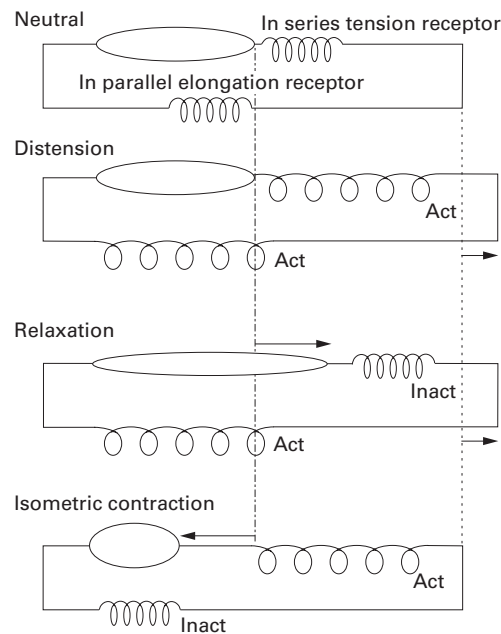 Neutral
In series tension receptor
In parallel elongation receptor
Distension
Act
Act
Relaxation
Inact
Act
Isometric contraction
Act
Inact